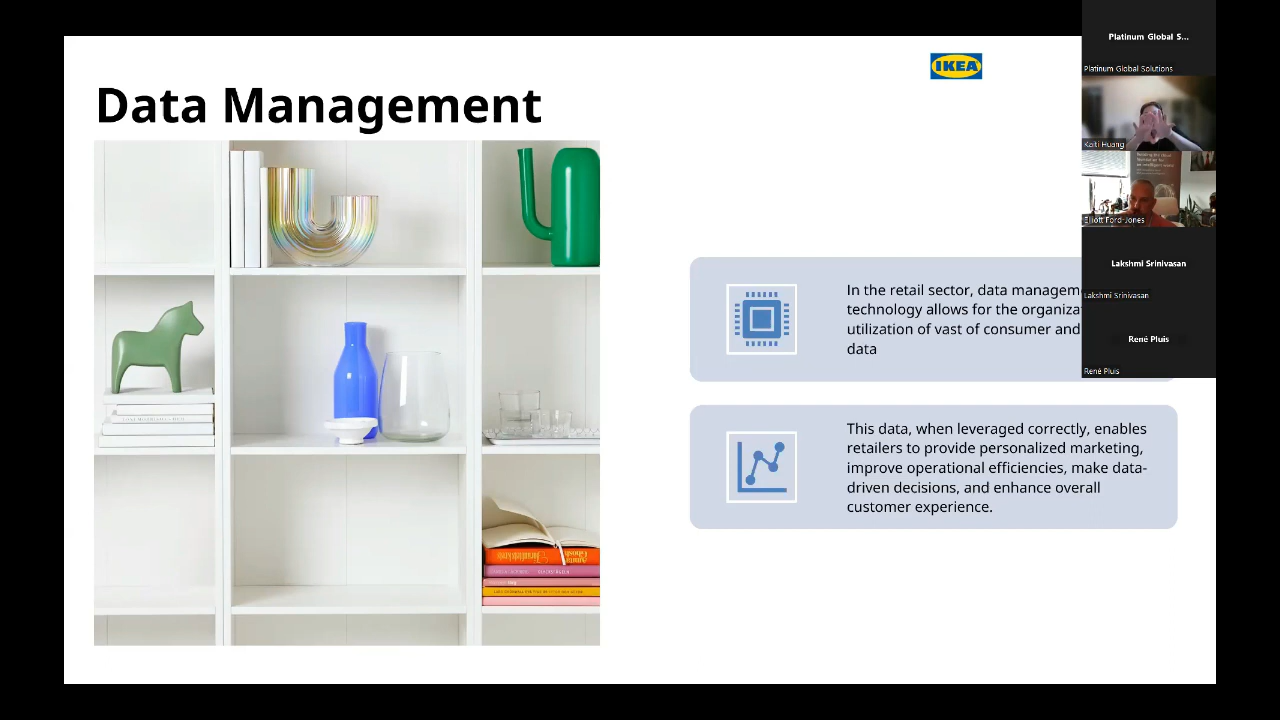 IKEA
Data Management
In the retail sector, data managem
technology allows for the organiza
utilization of vast of consumer and
data
This data, when leveraged correctly, enables
retailers to provide personalized marketing,
improve operational efficiencies, make data-
driven decisions, and enhance overall
customer experience.
Platinum Global S...
Platinum Global Solutions
Kaiti Huang
Elliott Ford-Jones
Lakshmi Srinivasan
Lakshmi Srinivasan
René Pluis
René Pluis